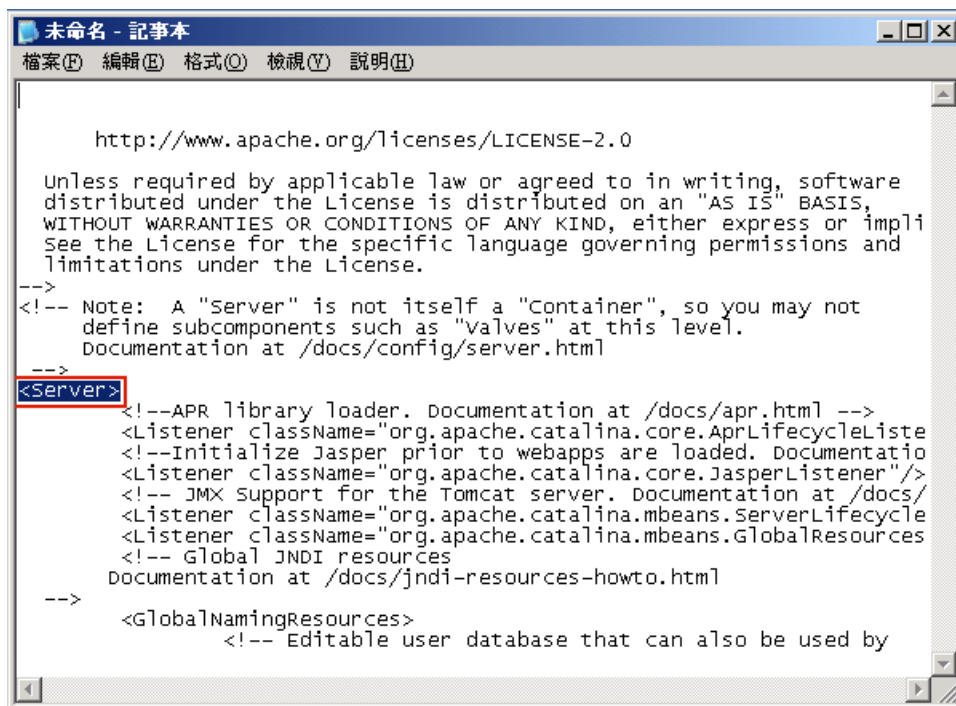 未命名 - 記事本
檔案(F) 編輯(E) 格式(O) 檢視(V) 說明(H)
http://www.apache.org/licenses/LICENSE-2.0
Unless required by applicable law or agreed to in writing, software
distributed under the License is distributed on an "AS IS" BASIS,
WITHOUT WARRANTIES OR CONDITIONS OF ANY KIND, either express or impli
See the License for the specific language governing permissions and
limitations under the License.
-->
<!-- Note:  A "Server" is not itself a "Container", so you may not
define subcomponents such as "Valves" at this level.
Documentation at /docs/config/server.html
-->
<Server>
<!--APR library loader. Documentation at /docs/apr.html -->
<Listener className="org.apache.catalina.core.AprLifecycleListe
<!--Initialize Jasper prior to webapps are loaded. Documentatio
<Listener className="org.apache.catalina.core.JasperListener"/>
<!-- JMX Support for the Tomcat server. Documentation at /docs/
<Listener className="org.apache.catalina.mbeans.ServerLifecycle
<Listener className="org.apache.catalina.mbeans.GlobalResources
<!-- Global JNDI resources
Documentation at /docs/jndi-resources-howto.html
-->
<GlobalNamingResources>
<!-- Editable user database that can also be used by